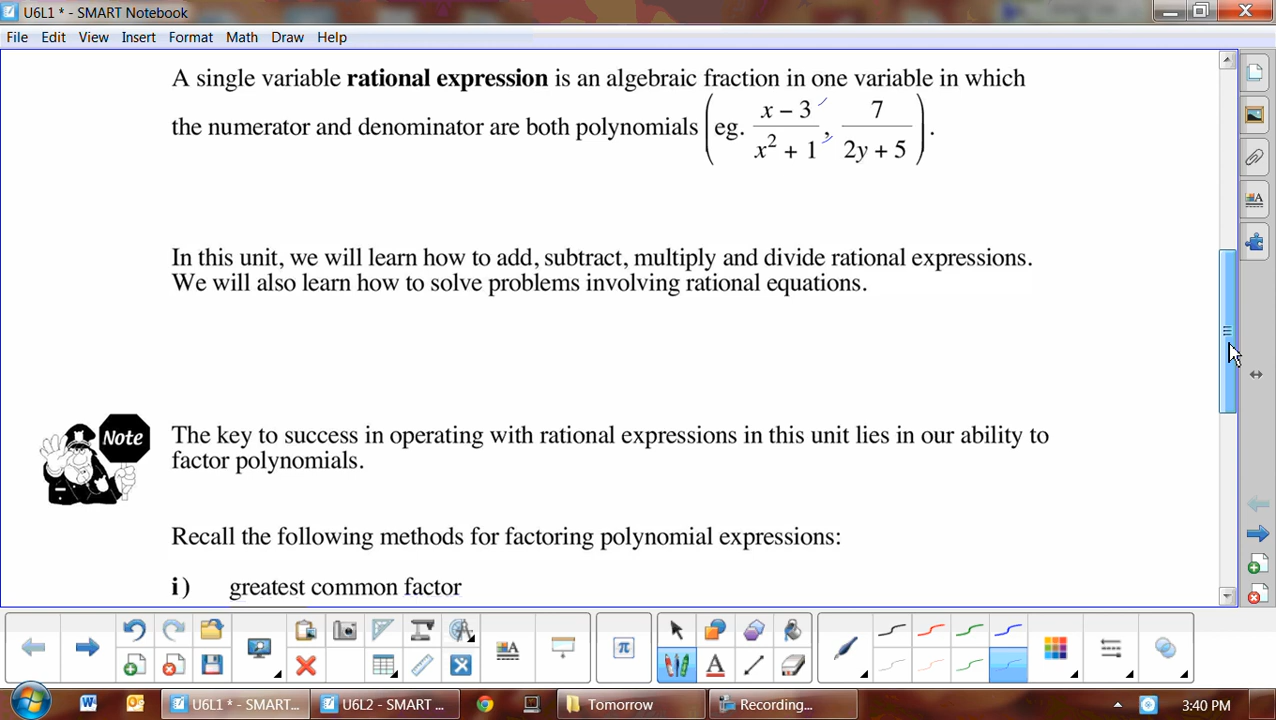 U6L1 * - SMART Notebook
File Edit View Insert Format Math Draw Help
A single variable rational expression is an algebraic fraction in one variable in which
the numerator and denominator are both polynomials (eg. (x − 3)/(x² + 1), 7/(2y + 5)).
In this unit, we will learn how to add, subtract, multiply and divide rational expressions.
We will also learn how to solve problems involving rational equations.
Note
The key to success in operating with rational expressions in this unit lies in our ability to
factor polynomials.
Recall the following methods for factoring polynomial expressions:
i) greatest common factor
U6L1 * - SMART... U6L2 - SMART ... Tomorrow Recording... 3:40 PM